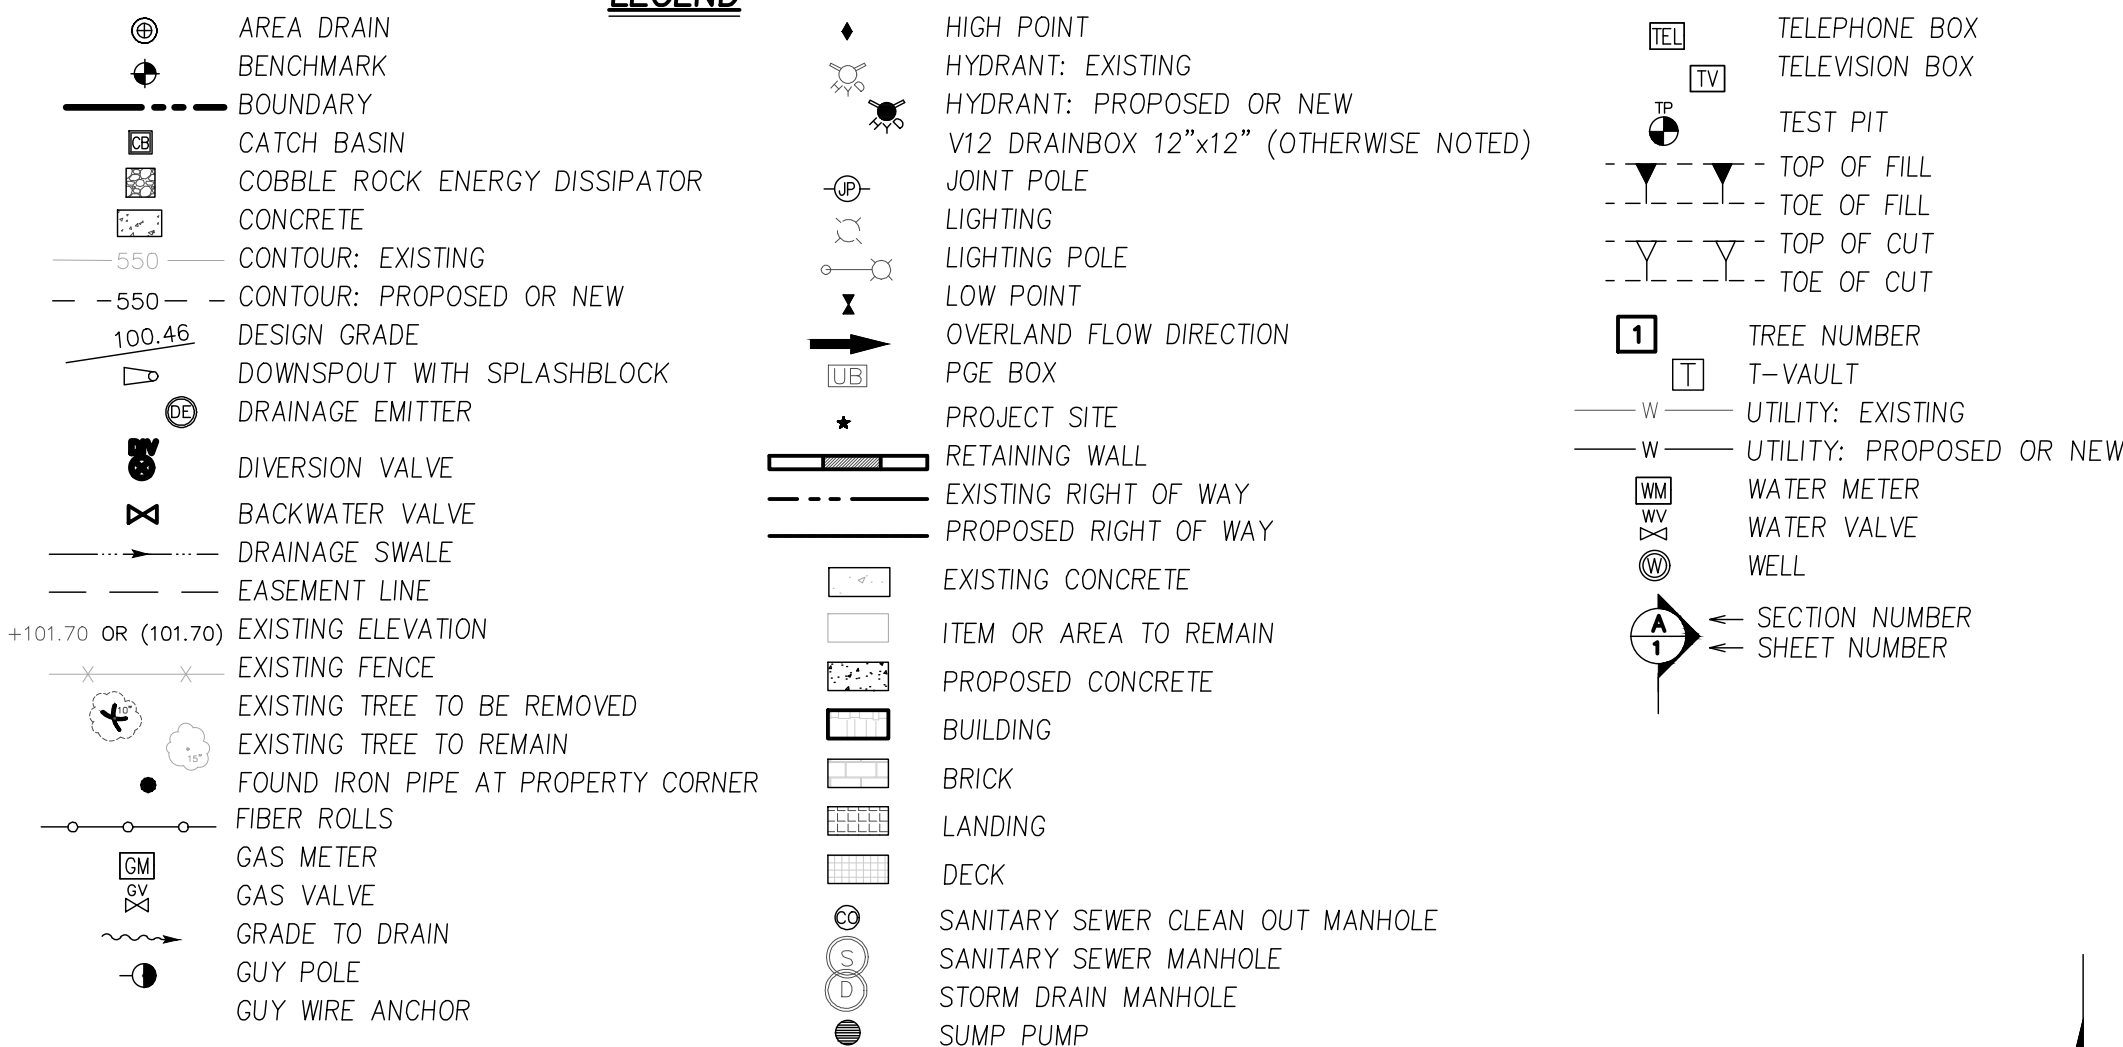 LEGEND
AREA DRAIN
BENCHMARK
BOUNDARY
CB CATCH BASIN
COBBLE ROCK ENERGY DISSIPATOR
CONCRETE
550 CONTOUR: EXISTING
550 CONTOUR: PROPOSED OR NEW
100.46 DESIGN GRADE
DOWNSPOUT WITH SPLASHBLOCK
DE DRAINAGE EMITTER
DIV
DIVERSION VALVE
BACKWATER VALVE
DRAINAGE SWALE
EASEMENT LINE
+101.70 OR (101.70) EXISTING ELEVATION
EXISTING FENCE
10" EXISTING TREE TO BE REMOVED
15" EXISTING TREE TO REMAIN
FOUND IRON PIPE AT PROPERTY CORNER
FIBER ROLLS
GM GAS METER
GV GAS VALVE
GRADE TO DRAIN
GUY POLE
GUY WIRE ANCHOR
HIGH POINT
HYD HYDRANT: EXISTING
HYD HYDRANT: PROPOSED OR NEW
V12 DRAINBOX 12"x12" (OTHERWISE NOTED)
JP JOINT POLE
LIGHTING
LIGHTING POLE
LOW POINT
OVERLAND FLOW DIRECTION
UB PGE BOX
PROJECT SITE
RETAINING WALL
EXISTING RIGHT OF WAY
PROPOSED RIGHT OF WAY
EXISTING CONCRETE
ITEM OR AREA TO REMAIN
PROPOSED CONCRETE
BUILDING
BRICK
LANDING
DECK
CO SANITARY SEWER CLEAN OUT MANHOLE
S SANITARY SEWER MANHOLE
D STORM DRAIN MANHOLE
SUMP PUMP
TEL TELEPHONE BOX
TV TELEVISION BOX
TP TEST PIT
TOP OF FILL
TOE OF FILL
TOP OF CUT
TOE OF CUT
1 TREE NUMBER
T T-VAULT
W UTILITY: EXISTING
W UTILITY: PROPOSED OR NEW
WM WATER METER
WV WATER VALVE
W WELL
A SECTION NUMBER
1 SHEET NUMBER